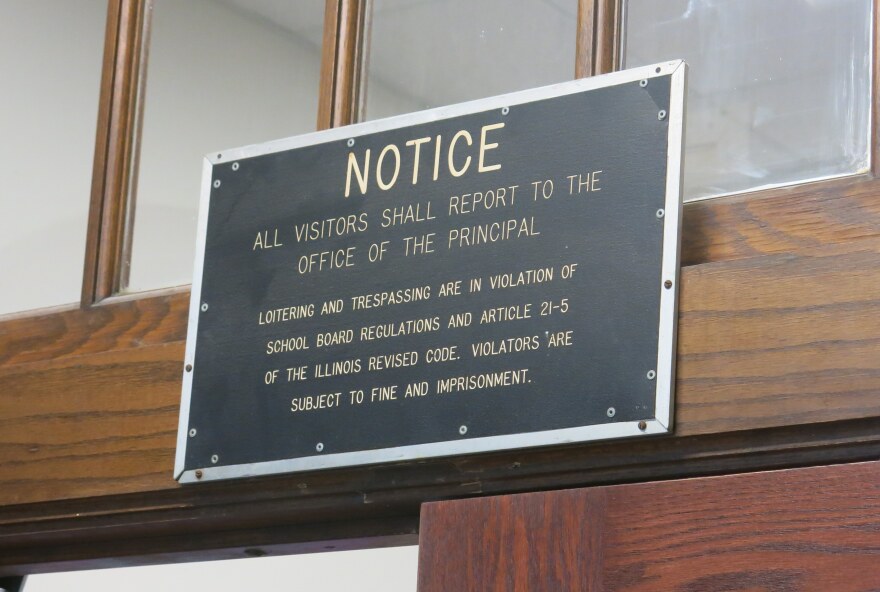 NOTICE
ALL VISITORS SHALL REPORT TO THE
OFFICE OF THE PRINCIPAL
LOITERING AND TRESPASSING ARE IN VIOLATION OF
SCHOOL BOARD REGULATIONS AND ARTICLE 21-5
OF THE ILLINOIS REVISED CODE. VIOLATORS ARE
SUBJECT TO FINE AND IMPRISONMENT.